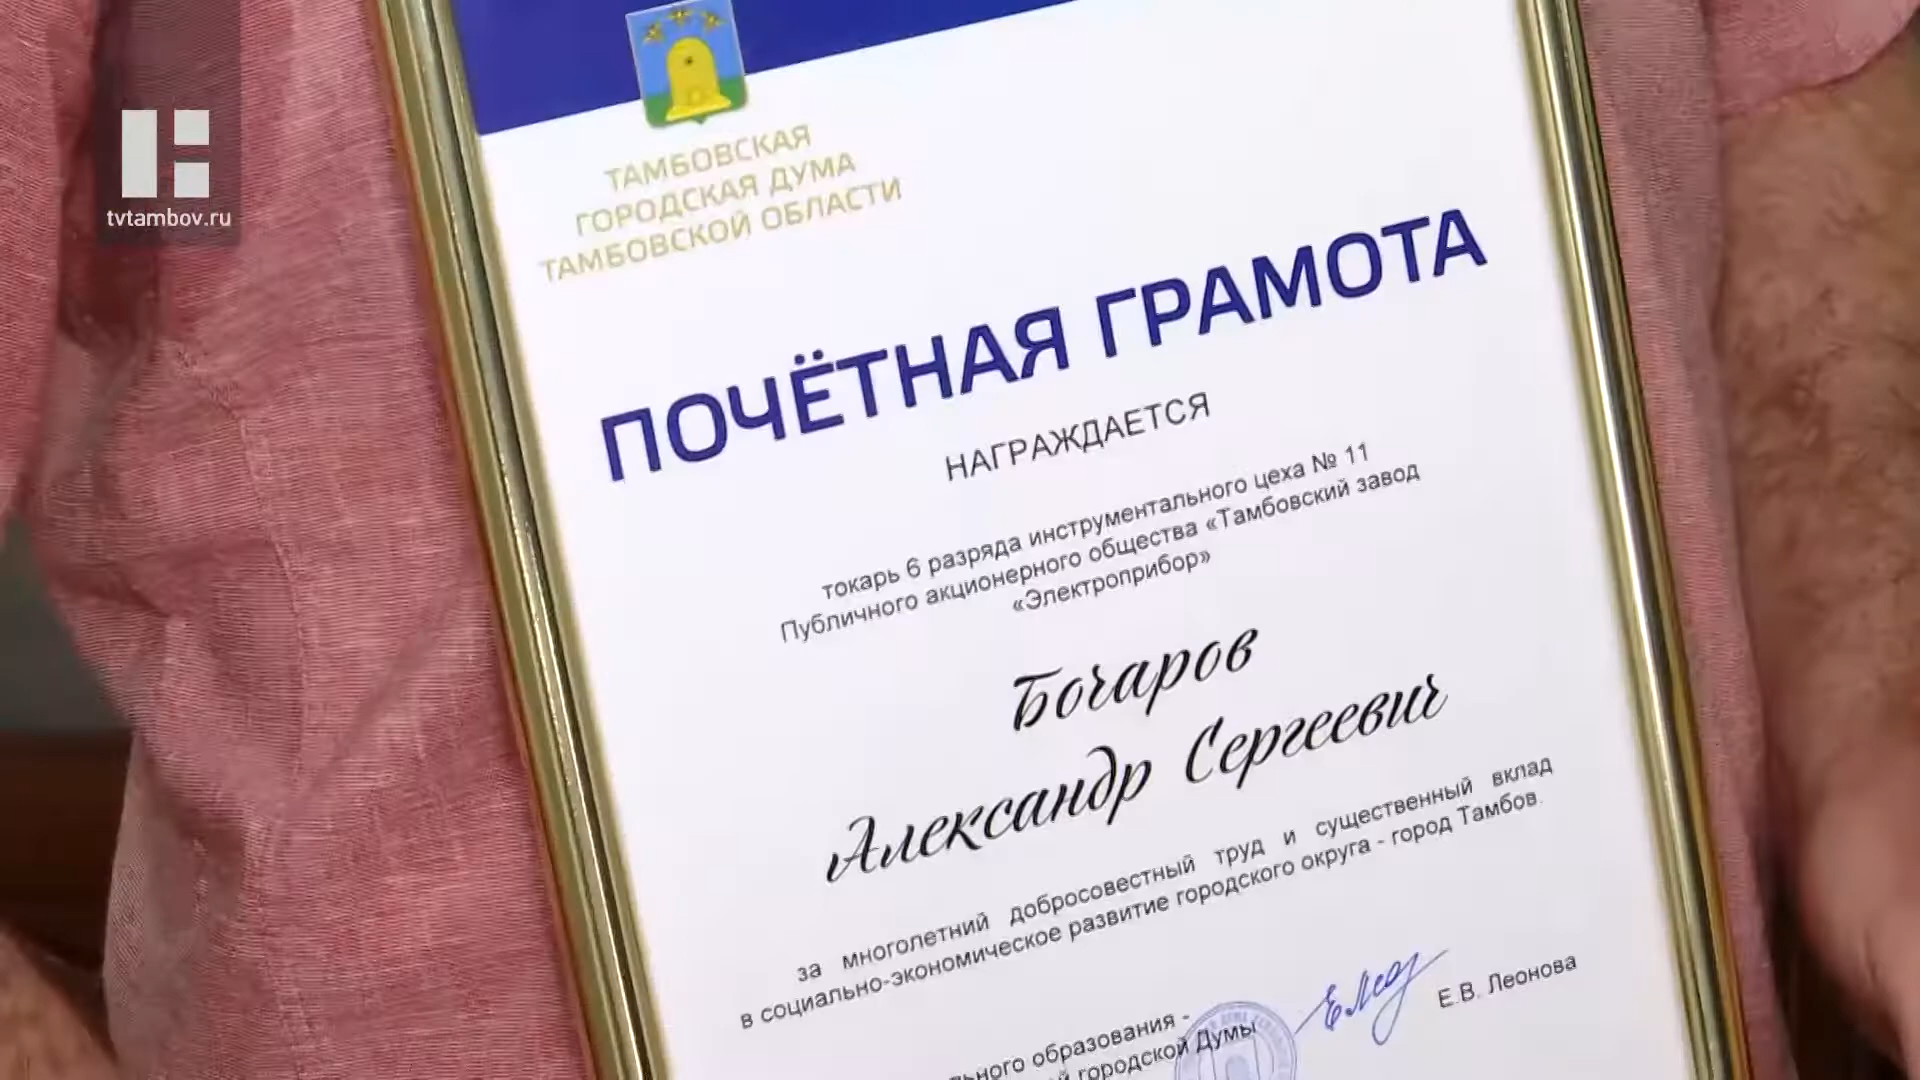 tvtambov.ru
ТАМБОВСКАЯ
ГОРОДСКАЯ ДУМА
ТАМБОВСКОЙ ОБЛАСТИ
ПОЧЁТНАЯ ГРАМОТА
НАГРАЖДАЕТСЯ
токарь 6 разряда инструментального цеха № 11
Публичного акционерного общества «Тамбовский завод
«Электроприбор»
Бочаров
Александр Сергеевич
за многолетний добросовестный труд и существенный вклад
в социально-экономическое развитие городского округа - город Тамбов.
образования -
городской Думы
Е.В. Леонова